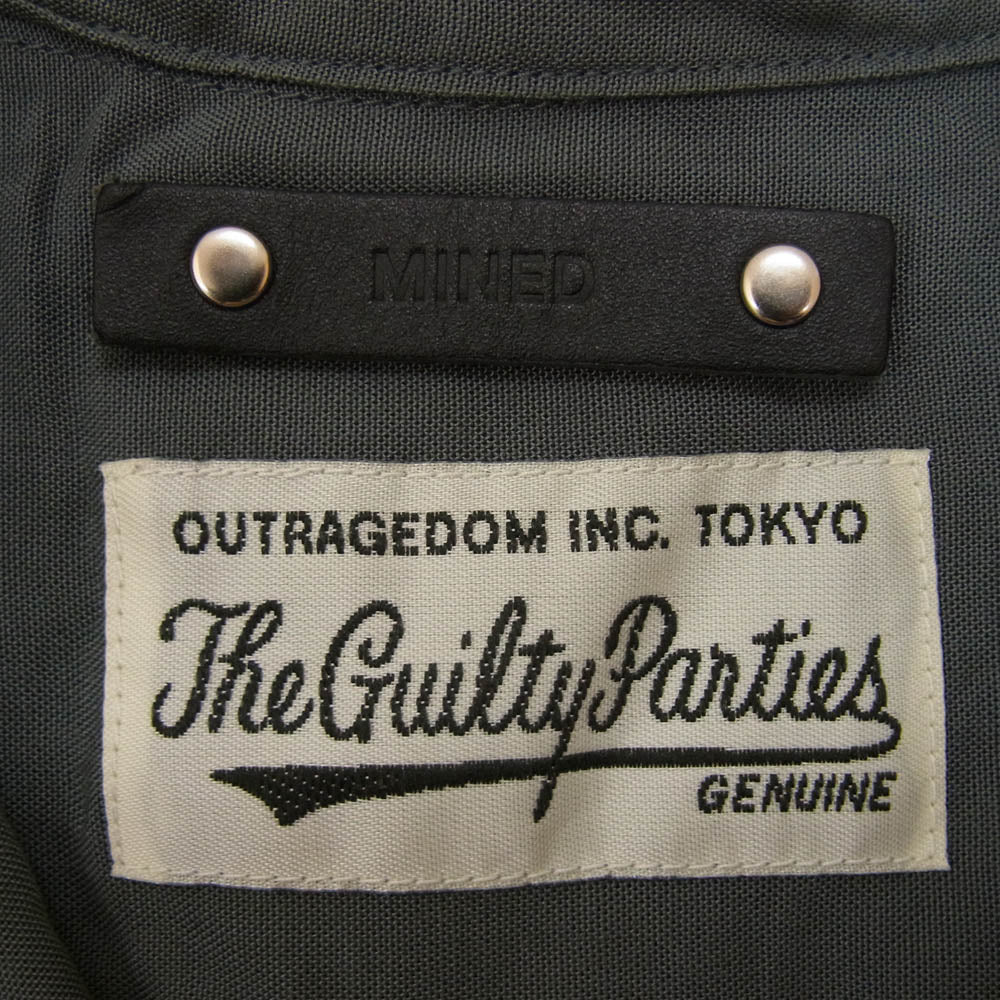 MINED
OUTRAGEDOM INC. TOKYO
The Guilty Parties
GENUINE